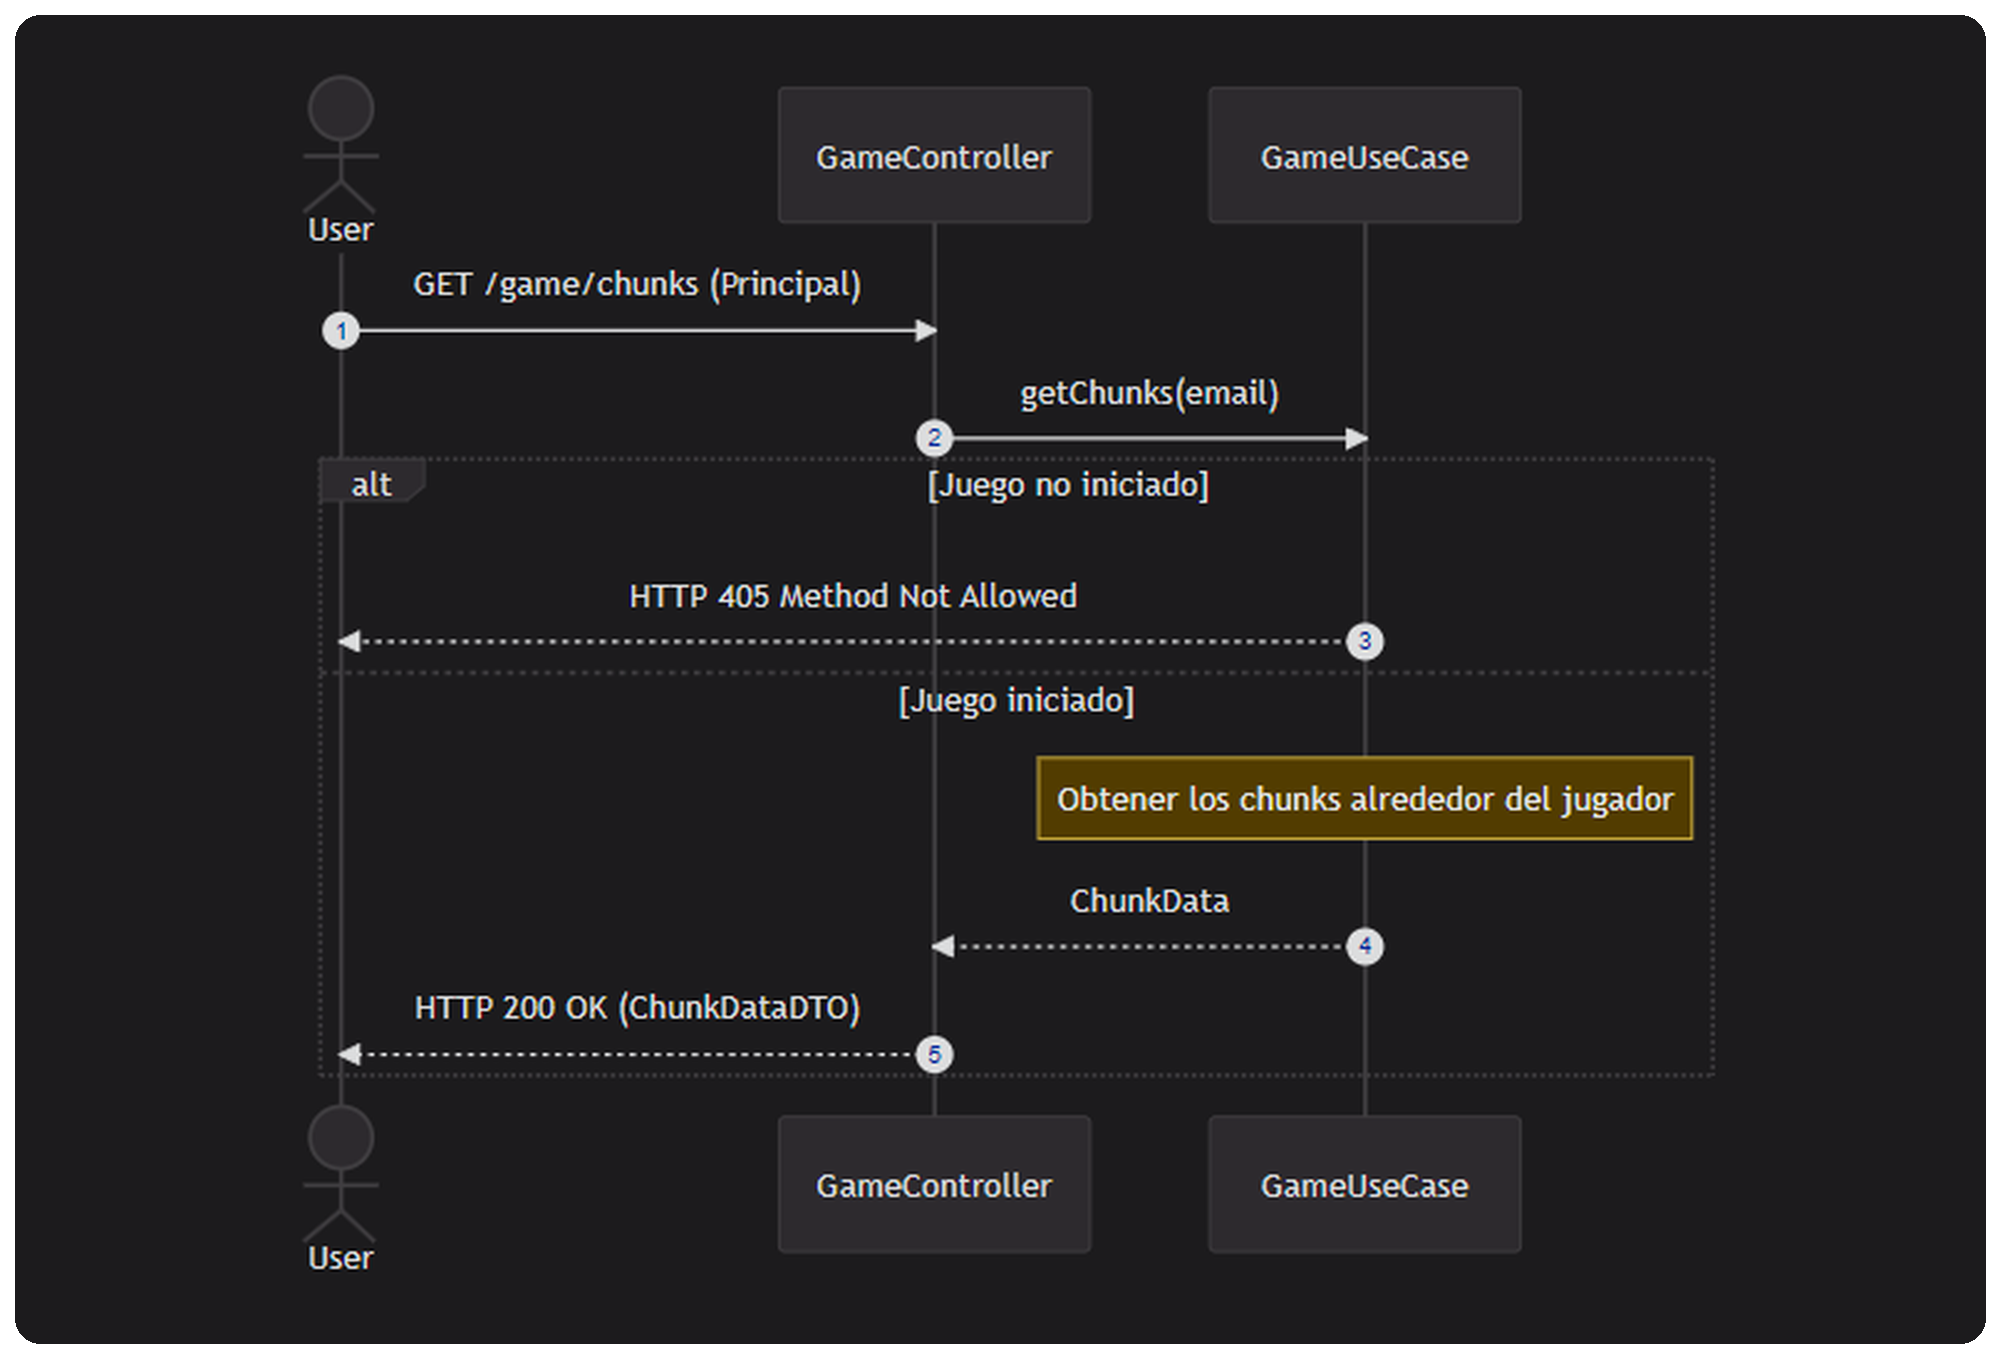 GameController
GameUseCase
User
GET /game/chunks (Principal)
1
getChunks(email)
2
alt
[Juego no iniciado]
HTTP 405 Method Not Allowed
3
[Juego iniciado]
Obtener los chunks alrededor del jugador
ChunkData
4
HTTP 200 OK (ChunkDataDTO)
5
GameController
GameUseCase
User